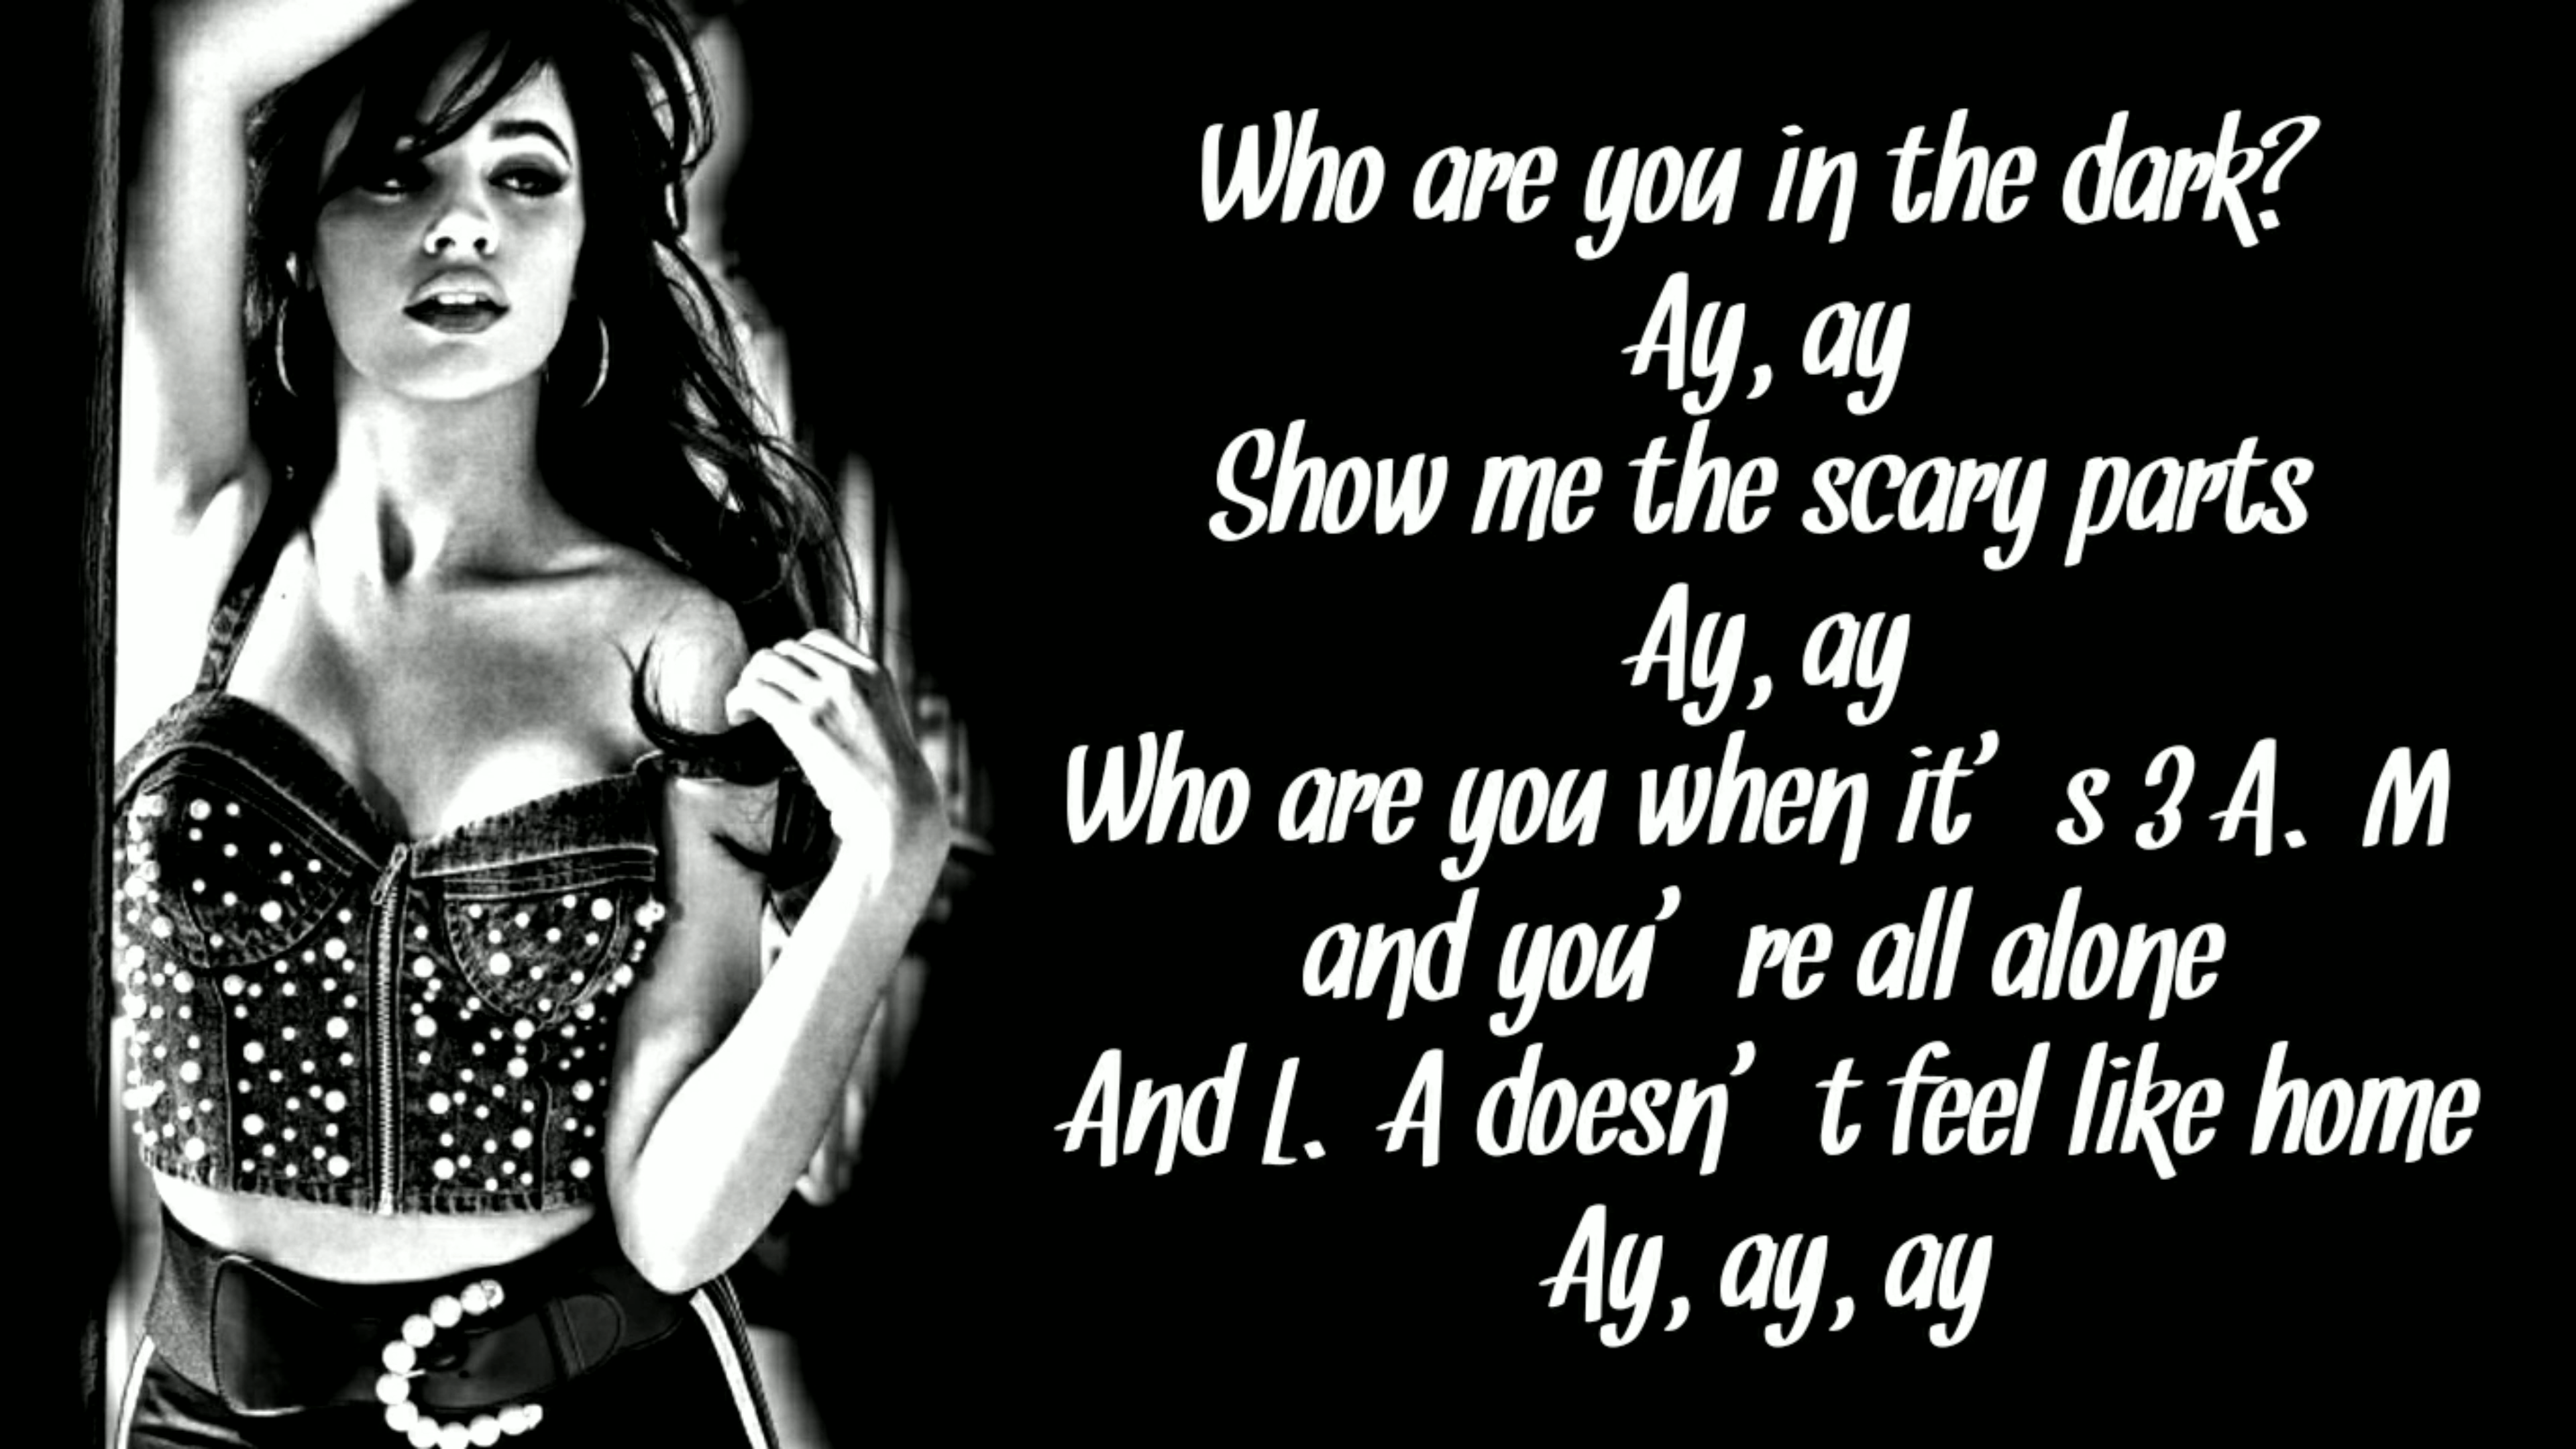 Who are you in the dark?
Ay, ay
Show me the scary parts
Ay, ay
Who are you when it’ s 3 A. M
and you’ re all alone
And L. A doesn’ t feel like home
Ay, ay, ay